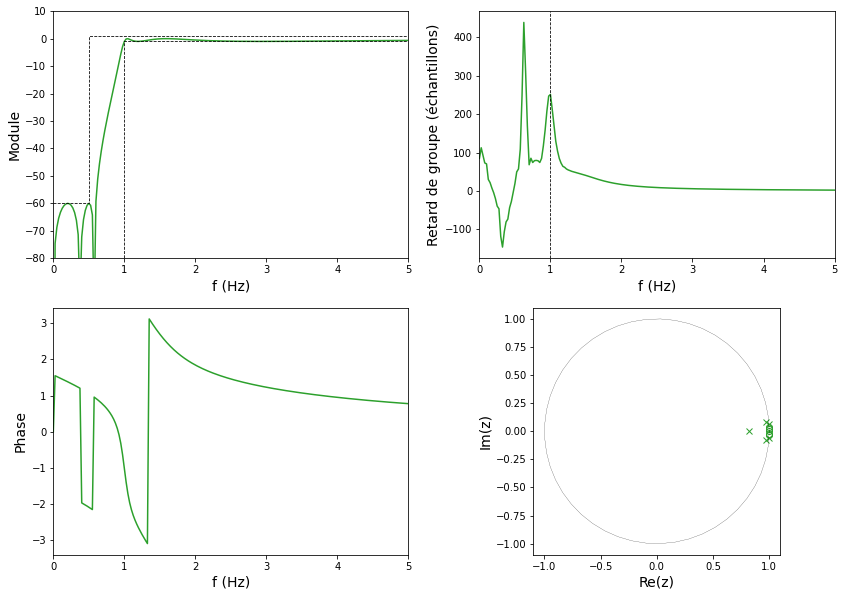 Module
10
0
−10
−20
−30
−40
−50
−60
−70
−80
0 1 2 3 4 5
f (Hz)
Retard de groupe (échantillons)
400
300
200
100
0
−100
0 1 2 3 4 5
f (Hz)
Phase
3
2
1
0
−1
−2
−3
0 1 2 3 4 5
f (Hz)
Im(z)
1.00
0.75
0.50
0.25
0.00
−0.25
−0.50
−0.75
−1.00
−1.0 −0.5 0.0 0.5 1.0
Re(z)